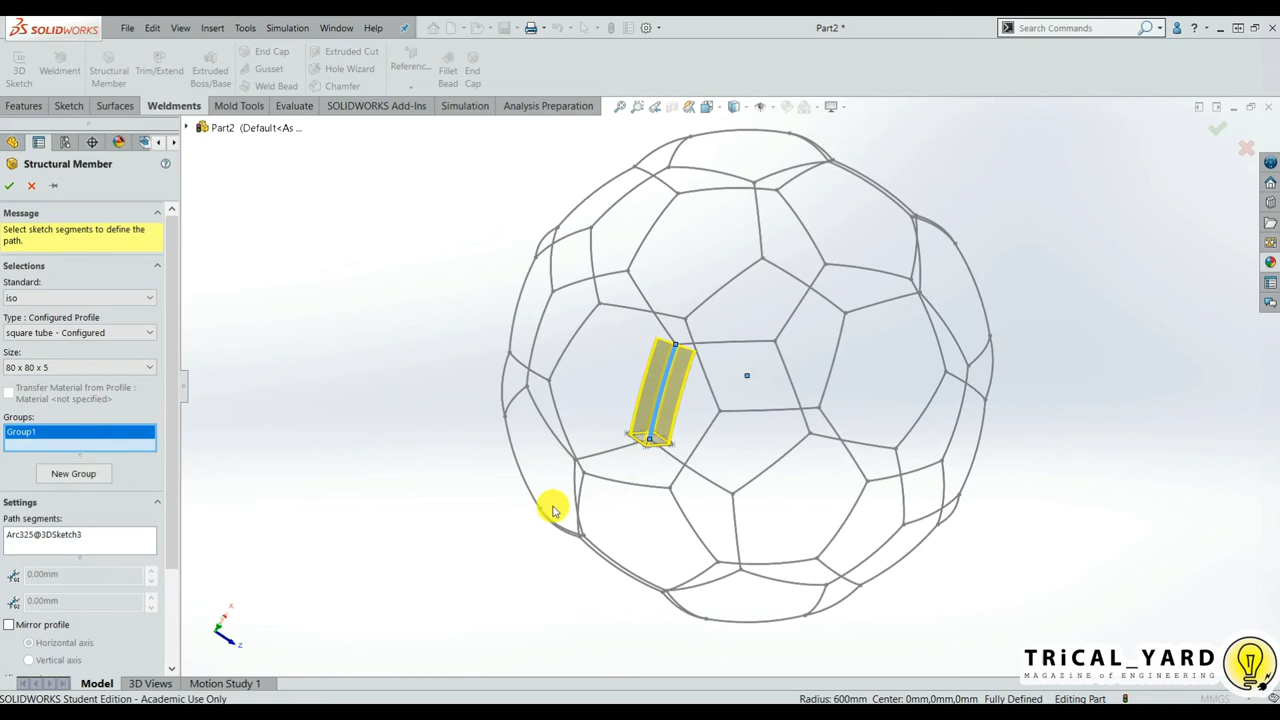 SOLIDWORKS
File
Edit
View
Insert
Tools
Simulation
Window
Help
Part2 *
Search Commands
3D
Sketch
Weldment
Structural
Member
Trim/Extend
Extruded
Boss/Base
End Cap
Gusset
Weld Bead
Extruded Cut
Hole Wizard
Chamfer
Referenc...
Fillet
Bead
End
Cap
Features
Sketch
Surfaces
Weldments
Mold Tools
Evaluate
SOLIDWORKS Add-Ins
Simulation
Analysis Preparation
Part2 (Default<As ...
Structural Member
Message
Select sketch segments to define the
path.
Selections
Standard:
iso
Type : Configured Profile
square tube - Configured
Size:
80 x 80 x 5
Transfer Material from Profile :
Material <not specified>
Groups:
Group1
New Group
Settings
Path segments:
Arc325@3DSketch3
0.00mm
0.00mm
Mirror profile
Horizontal axis
Vertical axis
x
z
TRiCAL_YARD
MAGAZINE of ENGINEERING
Model
3D Views
Motion Study 1
SOLIDWORKS Student Edition - Academic Use Only
Radius: 600mm Center: 0mm,0mm,0mm
Fully Defined
Editing Part
MMGS